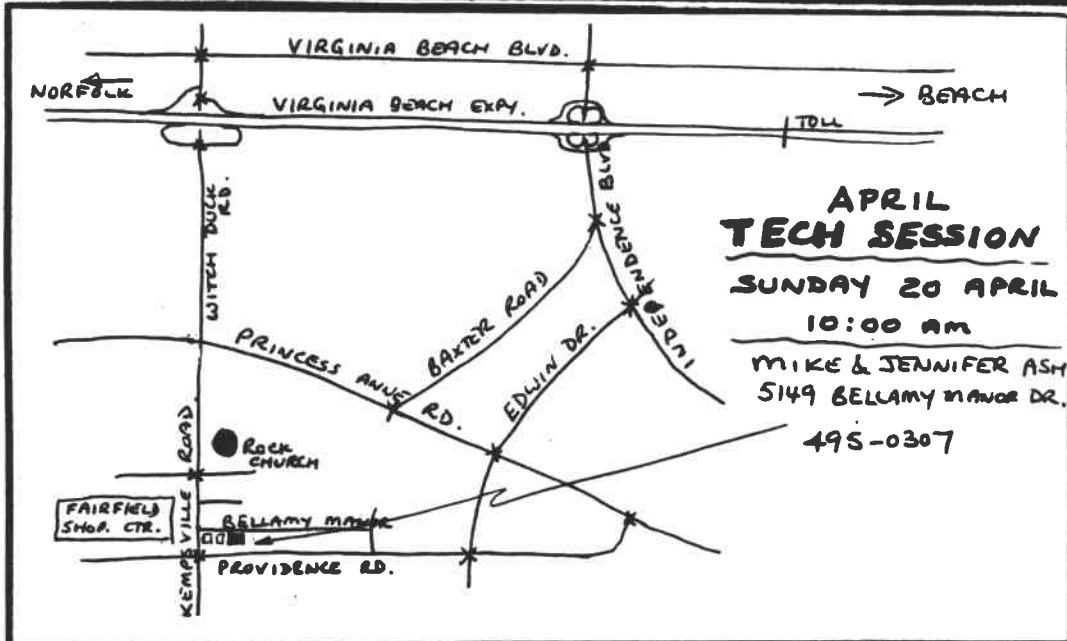 VIRGINIA BEACH BLVD.
NORFOLK
VIRGINIA BEACH EXPY.
BEACH
TOLL
WITCH DUCK
RD.
INDEPENDENCE BLVD
APRIL
TECH SESSION
SUNDAY 20 APRIL
10:00 AM
MIKE & JENNIFER ASH
5149 BELLAMY MANOR DR.
495-0307
BAXTER ROAD
EDWIN DR.
PRINCESS ANNE
RD.
ROCK
CHURCH
KEMPSVILLE ROAD
FAIRFIELD
SHOP. CTR.
BELLAMY MANOR
PROVIDENCE RD.